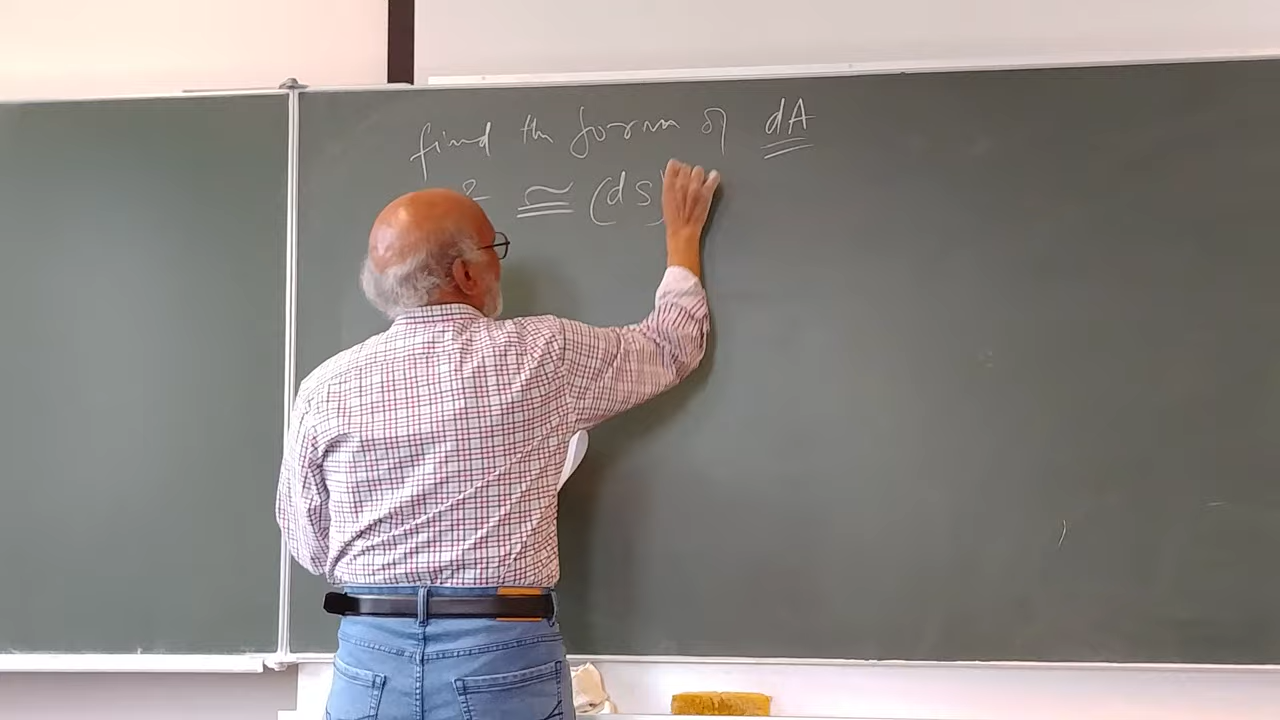 find the form of dA
& ≅ (ds)